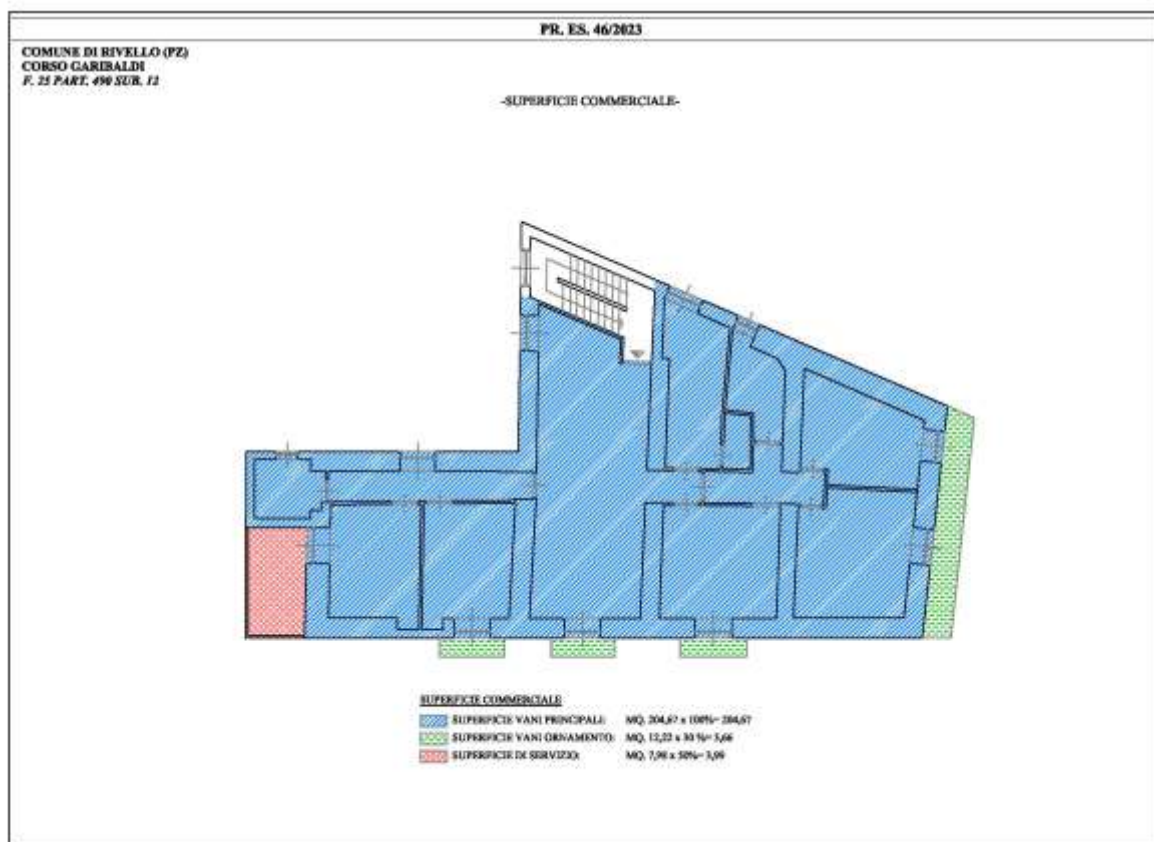 PR. ES. 46/2023
COMUNE DI RIVELLO (PZ)
CORSO GARIBALDI
F. 25 PART. 490 SUB. 12
-SUPERFICIE COMMERCIALE-
SUPERFICIE COMMERCIALE
SUPERFICIE VANI PRINCIPALI: MQ. 204,67 x 100%= 204,67
SUPERFICIE VANI ORNAMENTO: MQ. 12,22 x 30 %= 3,66
SUPERFICIE DI SERVIZIO: MQ. 7,98 x 50%= 3,99